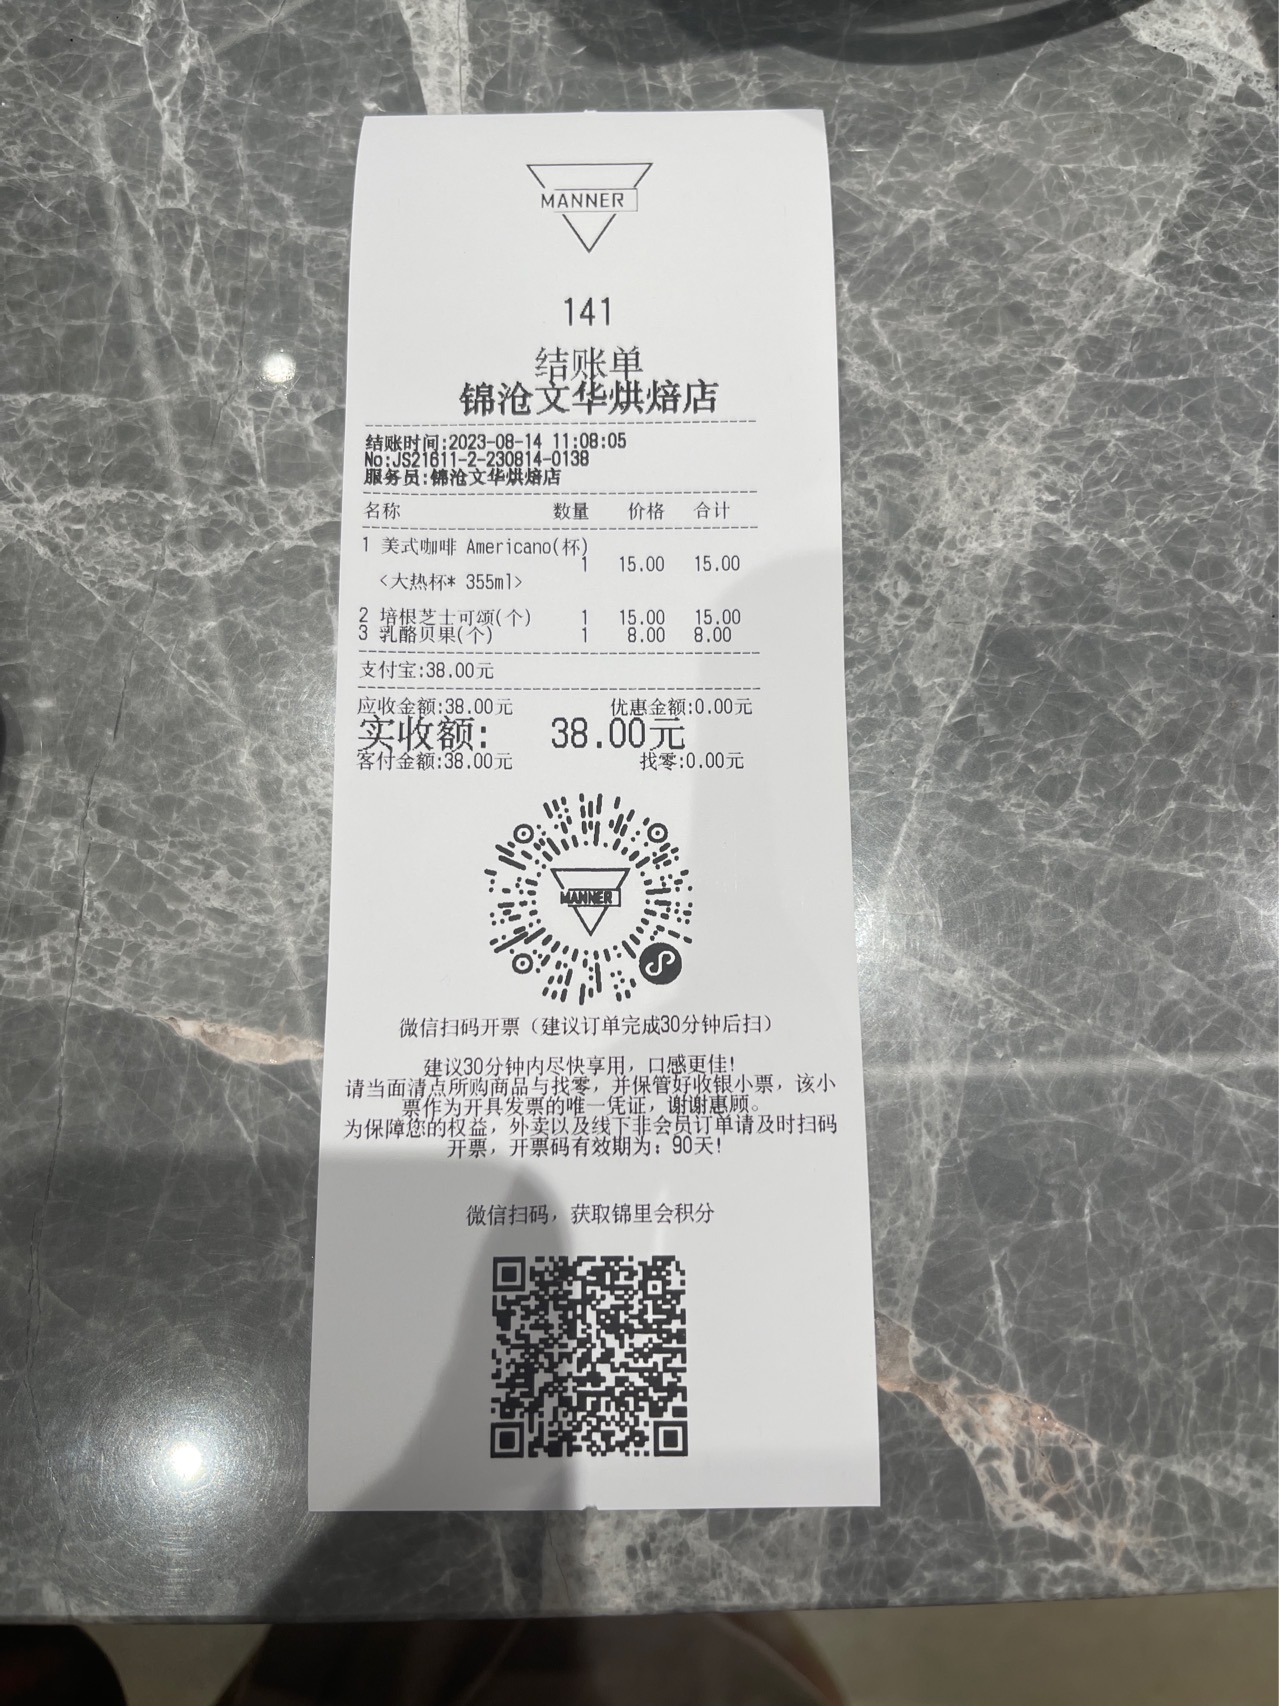 MANNER
141
结账单
锦沧文华烘焙店
结账时间:2023-08-14 11:08:05
No:JS21611-2-230814-0138
服务员:锦沧文华烘焙店
名称 数量 价格 合计
1 美式咖啡 Americano(杯)
1 15.00 15.00
<大热杯* 355ml>
2 培根芝士可颂(个) 1 15.00 15.00
3 乳酪贝果(个) 1 8.00 8.00
支付宝:38.00元
应收金额:38.00元 优惠金额:0.00元
实收额: 38.00元
客付金额:38.00元 找零:0.00元
MANNER
微信扫码开票（建议订单完成30分钟后扫）
建议30分钟内尽快享用，口感更佳!
请当面清点所购商品与找零，并保管好收银小票，该小
票作为开具发票的唯一凭证，谢谢惠顾。
为保障您的权益，外卖以及线下非会员订单请及时扫码
开票，开票码有效期为：90天!
微信扫码，获取锦里会积分